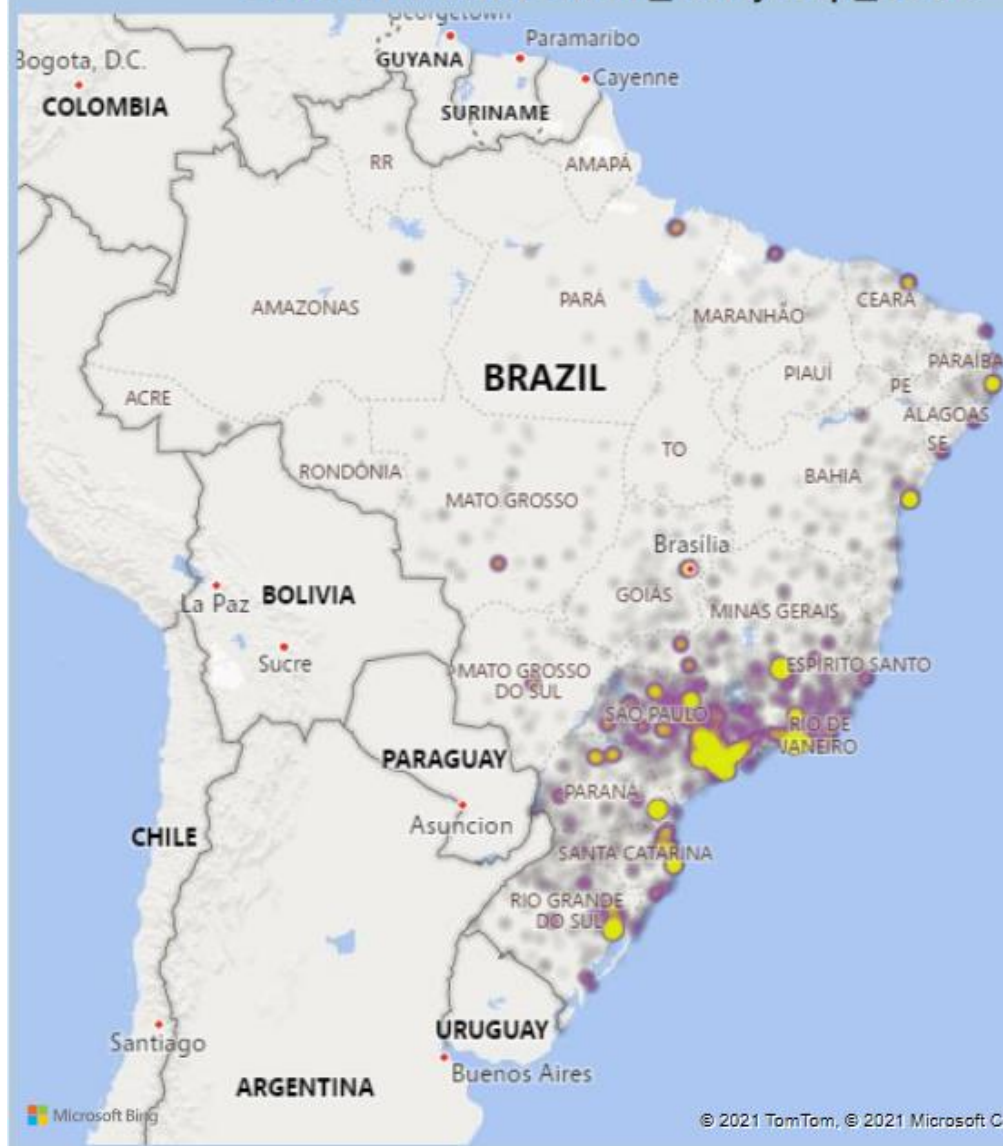 Georgetown
Paramaribo
GUYANA
Bogota, D.C.
Cayenne
COLOMBIA
SURINAME
RR
AMAPÁ
AMAZONAS
PARÁ
CEARÁ
MARANHÃO
BRAZIL
PARAÍBA
PIAUÍ
PE
ACRE
ALAGOAS
SE
TO
RONDÔNIA
BAHIA
MATO GROSSO
Brasília
La Paz
BOLIVIA
GOIÁS
MINAS GERAIS
Sucre
MATO GROSSO
DO SUL
ESPÍRITO SANTO
SÃO PAULO
RIO DE
JANEIRO
PARAGUAY
PARANÁ
Asuncion
CHILE
SANTA CATARINA
RIO GRANDE
DO SUL
URUGUAY
Santiago
Buenos Aires
ARGENTINA
Microsoft Bing
© 2021 TomTom, © 2021 Microsoft C